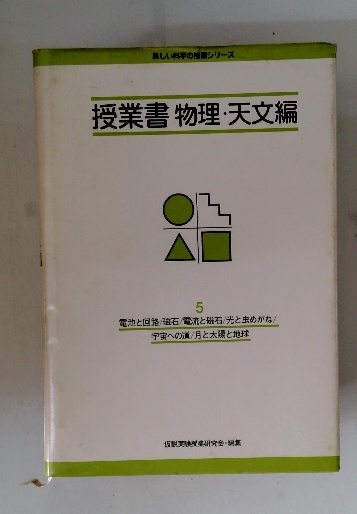 楽しい科学の授業シリーズ
授業書 物理・天文編
5
電池と回路/磁石/電流と磁石/光と虫めがね/
宇宙への道/月と太陽と地球
仮説実験授業研究会・編集